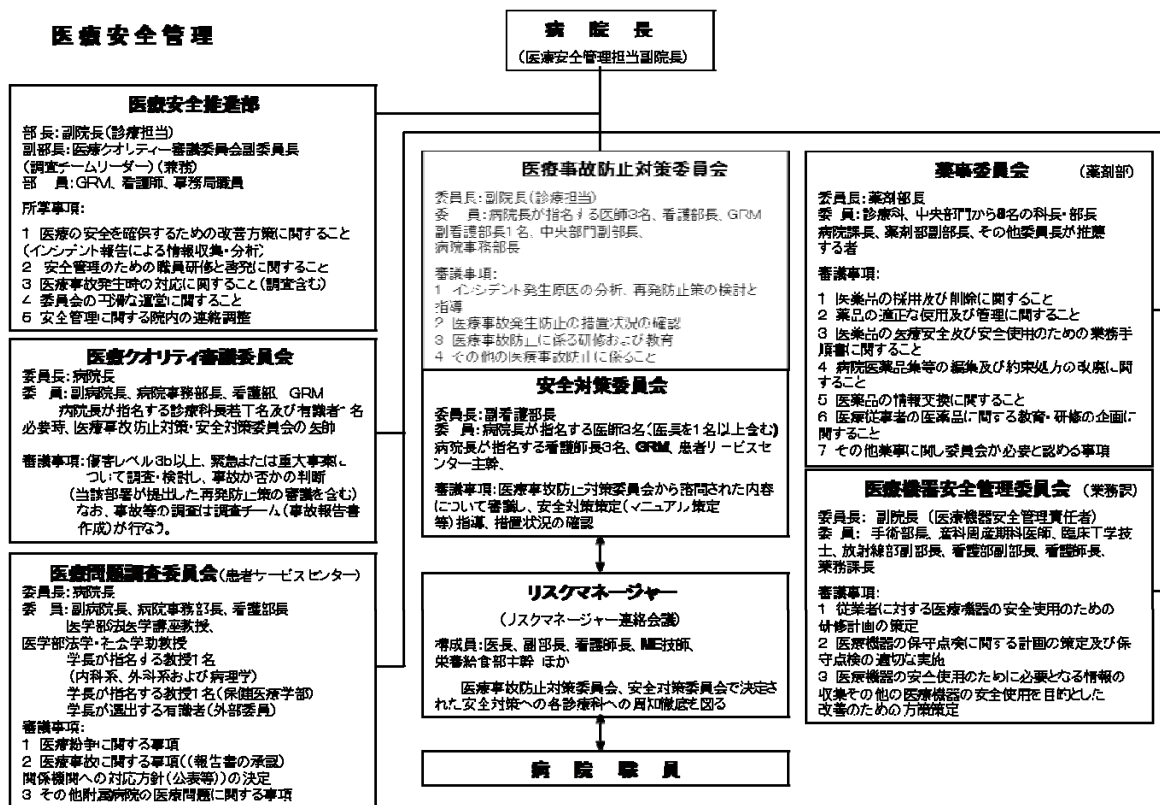 医療安全管理
病院長
(医療安全管理担当副院長)
医療安全推進部
部長:副院長(診療担当)
副部長:医療クオリティー審議委員会副委員長
(調査チームリーダー)(兼務)
部 員:GRM、看護師、事務局職員
所掌事項:
1 医療の安全を確保するための改善方策に関すること
(インシデント報告による情報収集・分析)
2 安全管理のための職員研修と啓発に関すること
3 医療事故発生時の対応に関すること(調査含む)
4 委員会の円滑な運営に関すること
5 安全管理に関する院内の連絡調整
医療クオリティ審議委員会
委員長:病院長
委 員:副病院長、病院事務部長、看護部、GRM
病院長が指名する診療科長若干名及び有識者 名
必要時、医療事故防止対策・安全対策委員会の医師
審議事項:傷害レベル3b以上、緊急または重大事案に
ついて調査・検討し、事故か否かの判断
(当該部署が提出した再発防止策の審議を含む)
なお、事故等の調査は調査チーム(事故報告書
作成)が行なう。
医療問題調査委員会(患者サービスセンター)
委員長:病院長
委 員:副病院長、病院事務部長、看護部長
医学部法医学講座教授、
医学部法学・社会学助教授
学長が指名する教授1名
(内科系、外科系および病理学)
学長が指名する教授1名(保健医療学部)
学長が選出する有識者(外部委員)
審議事項:
1 医療紛争に関する事項
2 医療事故に関する事項((報告書の承認)
関係機関への対応方針(公表等))の決定
3 その他附属病院の医療問題に関する事項
医療事故防止対策委員会
委員長:副院長(診療担当)
委 員:病院長が指名する医師3名、看護部長、GRM
副看護部長1名、中央部門副部長、
病院事務部長
審議事項:
1 インシデント発生原因の分析、再発防止策の検討と
指導
2 医療事故発生防止の措置状況の確認
3 医療事故防止に係る研修および教育
4 その他の医療事故防止に係ること
安全対策委員会
委員長:副看護部長
委 員:病院長が指名する医師3名(医長を1名以上含む)
病院長が指名する看護師長3名、GRM、患者リービスセ
ンター主幹、
審議事項:医療事故防止対策委員会から諮問された内容
について審議し、安全対策策定(マニュアル策定
等)指導、措置状況の確認
リスクマネージャー
(リスクマネージャー連絡会議)
構成員:医長、副部長、看護師長、ME技師、
栄養給食部主幹 ほか
医療事故防止対策委員会、安全対策委員会で決定さ
れた安全対策への各診療科への周知徹底を図る
病院職員
薬事委員会 (薬剤部)
委員長:薬剤部長
委 員:診療科、中央部門から8名の科長・部長
病院課長、薬剤部副部長、その他委員長が推薦
する者
審議事項:
1 医薬品の採用及び削除に関すること
2 薬品の適正な使用及び管理に関すること
3 医薬品の医療安全及び安全使用のための業務手
順書に関すること
4 病院医薬品集等の編集及び約束処方の改廃に関
すること
5 医薬品の情報交換に関すること
6 医療従事者の医薬品に関する教育・研修の企画に
関すること
7 その他薬事に関し委員会が必要と認める事項
医療機器安全管理委員会 (業務課)
委員長: 副院長 (医療機器安全管理責任者)
委 員: 手術部長、産科周産期科医師、臨床工学技
士、放射線部副部長、看護部副部長、看護師長、
業務課長
審議事項:
1 従業者に対する医療機器の安全使用のための
研修計画の策定
2 医療機器の保守点検に関する計画の策定及び保
守点検の適切な実施
3 医療機器の安全使用のために必要となる情報の
収集その他の医療機器の安全使用を目的とした
改善のための方策策定